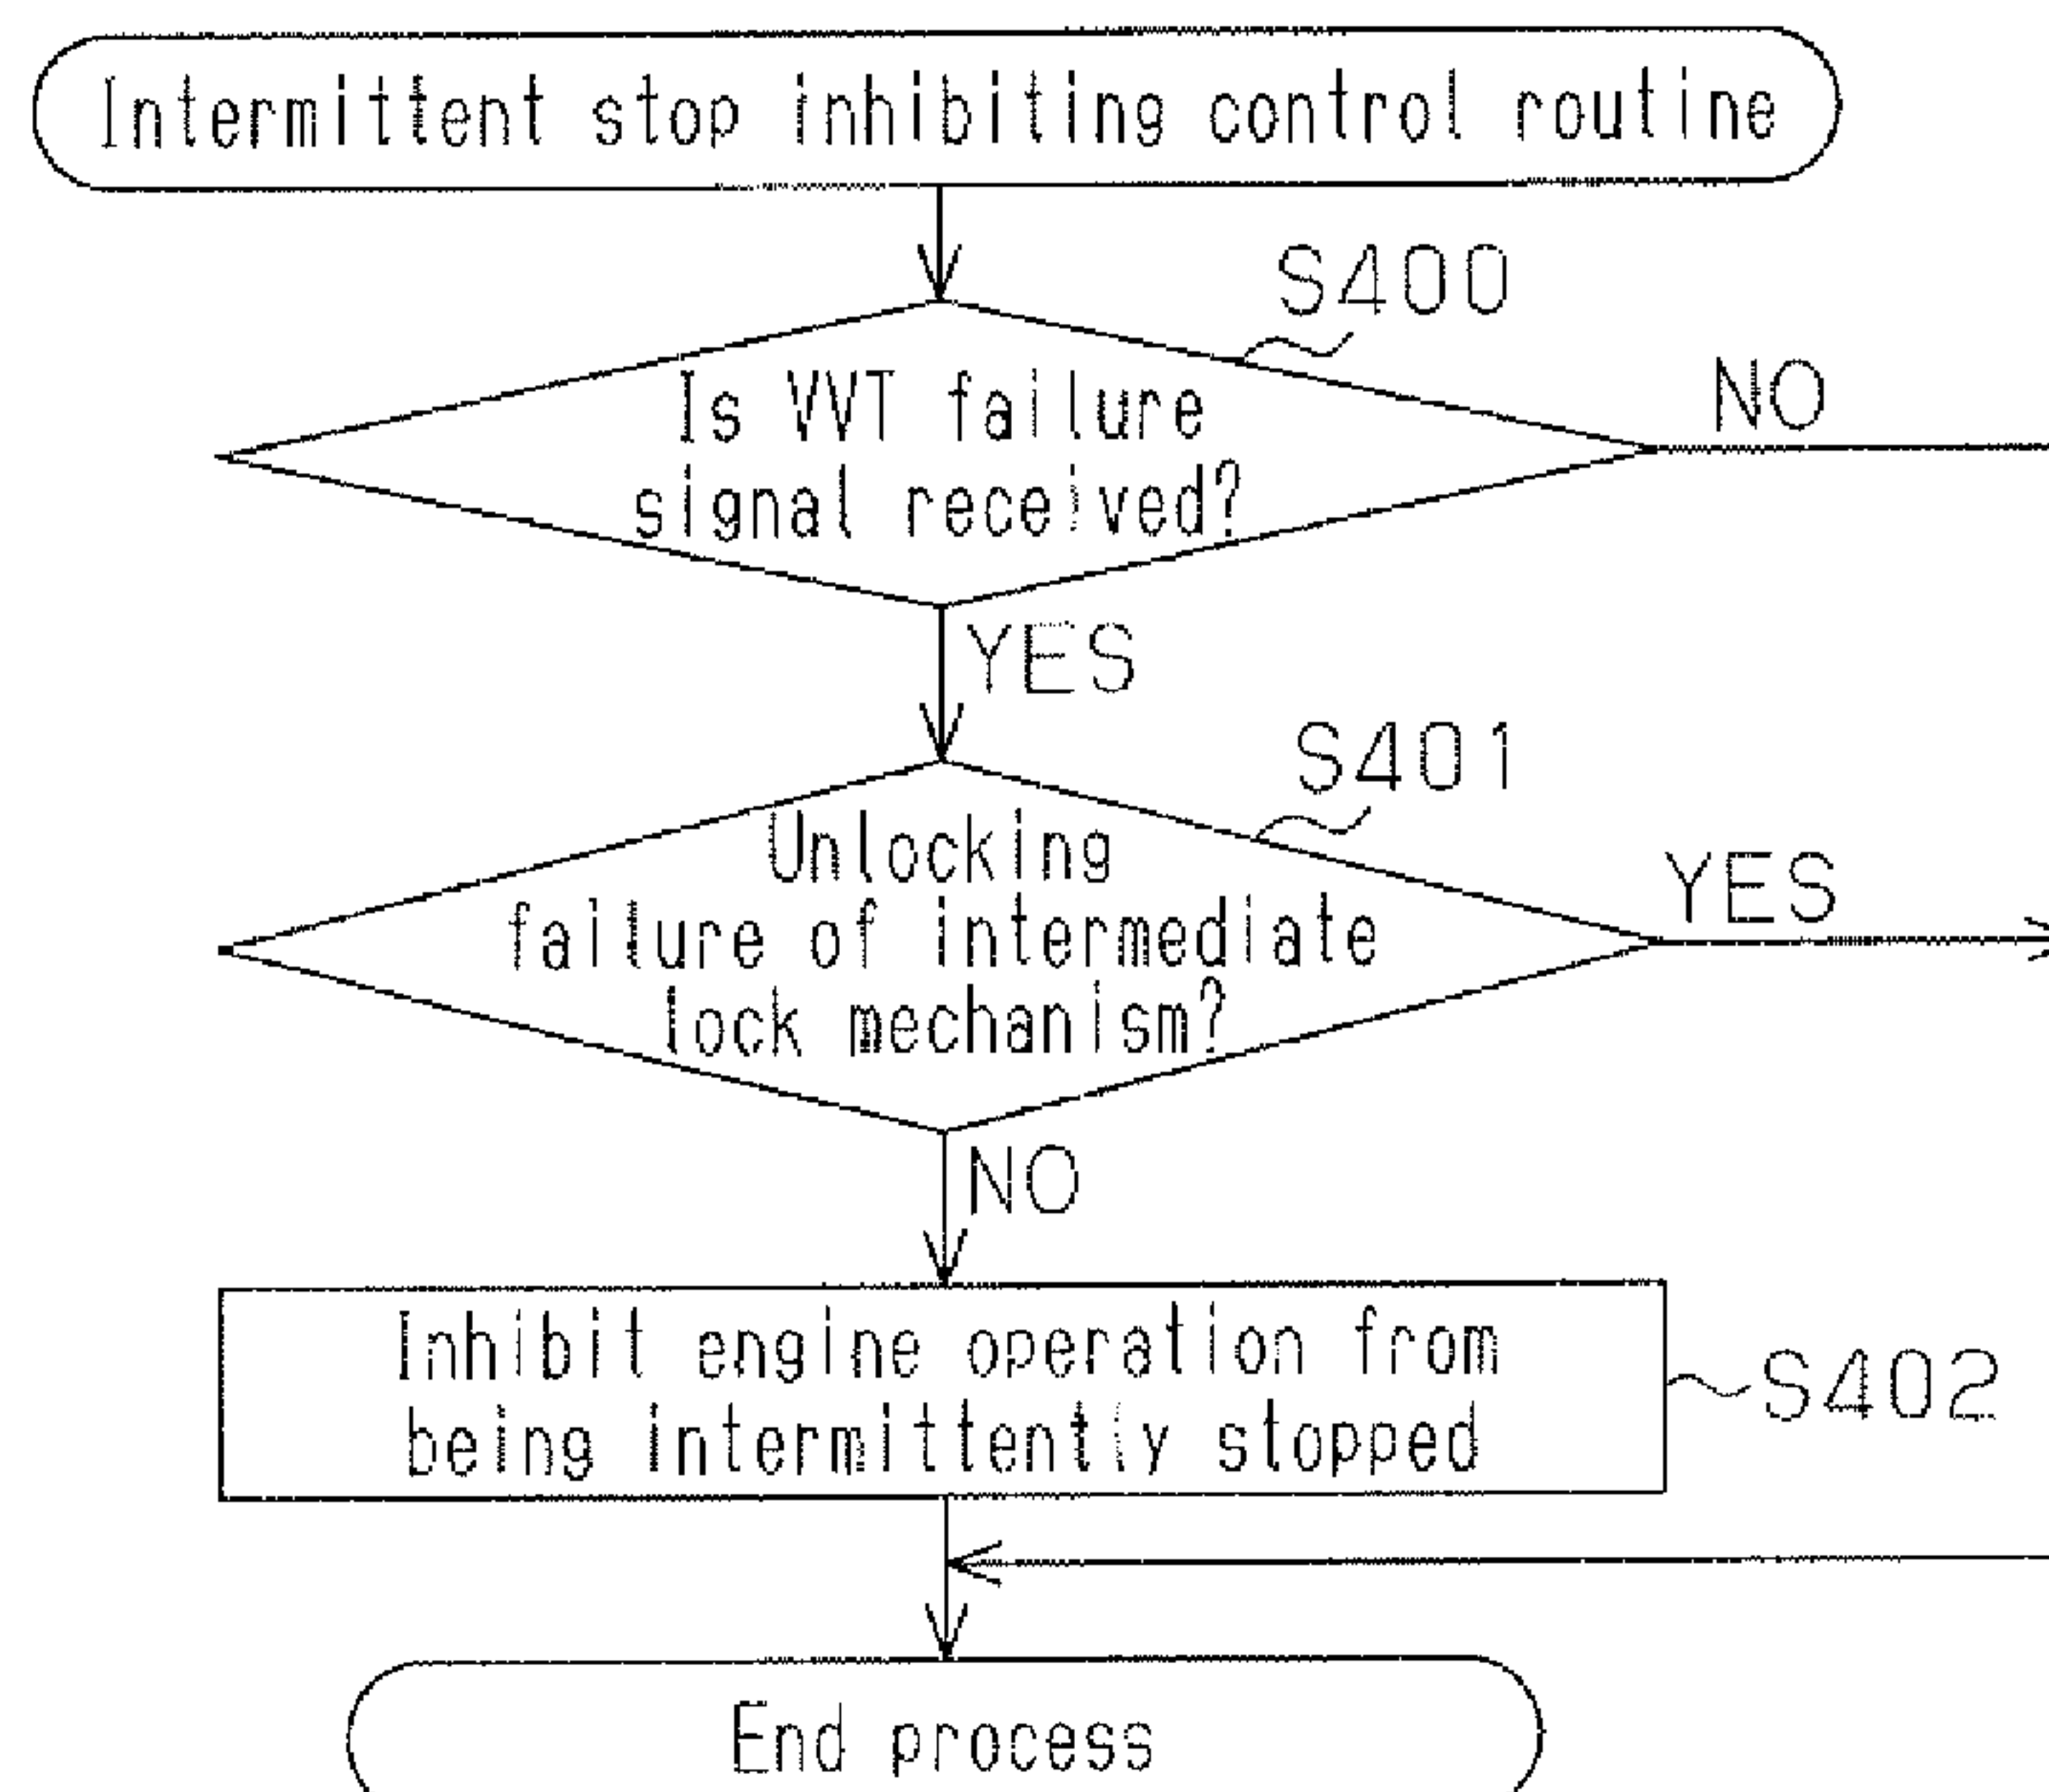 Intermittent stop inhibiting control routine
S400
Is VVT failure
signal received?
NO
YES
S401
Unlocking
failure of intermediate
lock mechanism?
YES
NO
Inhibit engine operation from
being intermittently stopped
S402
End process